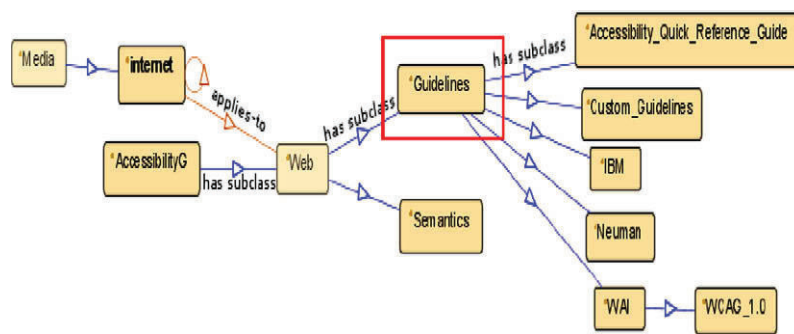 *Media
*internet
applies-to
*AccessibilityG
has subclass
*Web
has subclass
*Guidelines
has subclass
*Semantics
*Accessibility_Quick_Reference_Guide
*Custom_Guidelines
*IBM
*Neuman
*WAI
*WCAG_1.0